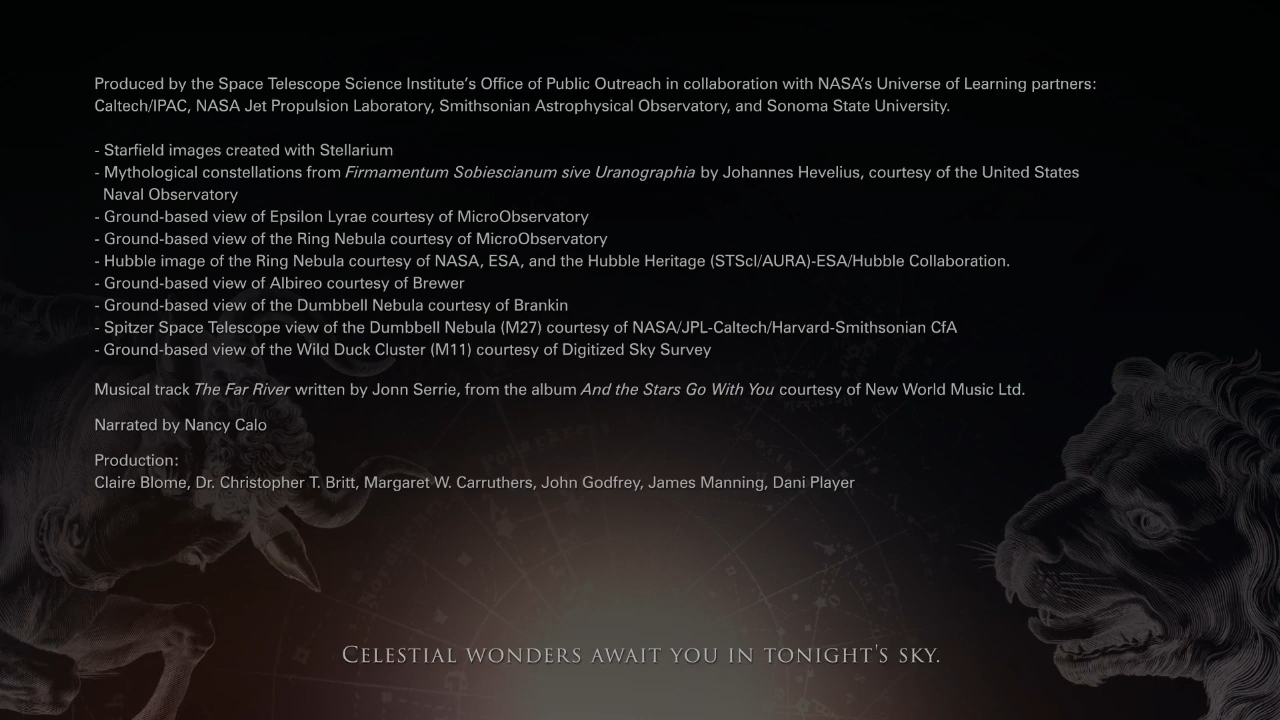 Produced by the Space Telescope Science Institute’s Office of Public Outreach in collaboration with NASA’s Universe of Learning partners:
Caltech/IPAC, NASA Jet Propulsion Laboratory, Smithsonian Astrophysical Observatory, and Sonoma State University.
- Starfield images created with Stellarium
- Mythological constellations from Firmamentum Sobiescianum sive Uranographia by Johannes Hevelius, courtesy of the United States
Naval Observatory
- Ground-based view of Epsilon Lyrae courtesy of MicroObservatory
- Ground-based view of the Ring Nebula courtesy of MicroObservatory
- Hubble image of the Ring Nebula courtesy of NASA, ESA, and the Hubble Heritage (STScI/AURA)-ESA/Hubble Collaboration.
- Ground-based view of Albireo courtesy of Brewer
- Ground-based view of the Dumbbell Nebula courtesy of Brankin
- Spitzer Space Telescope view of the Dumbbell Nebula (M27) courtesy of NASA/JPL-Caltech/Harvard-Smithsonian CfA
- Ground-based view of the Wild Duck Cluster (M11) courtesy of Digitized Sky Survey
Musical track The Far River written by Jonn Serrie, from the album And the Stars Go With You courtesy of New World Music Ltd.
Narrated by Nancy Calo
Production:
Claire Blome, Dr. Christopher T. Britt, Margaret W. Carruthers, John Godfrey, James Manning, Dani Player
Celestial wonders await you in tonight's sky.